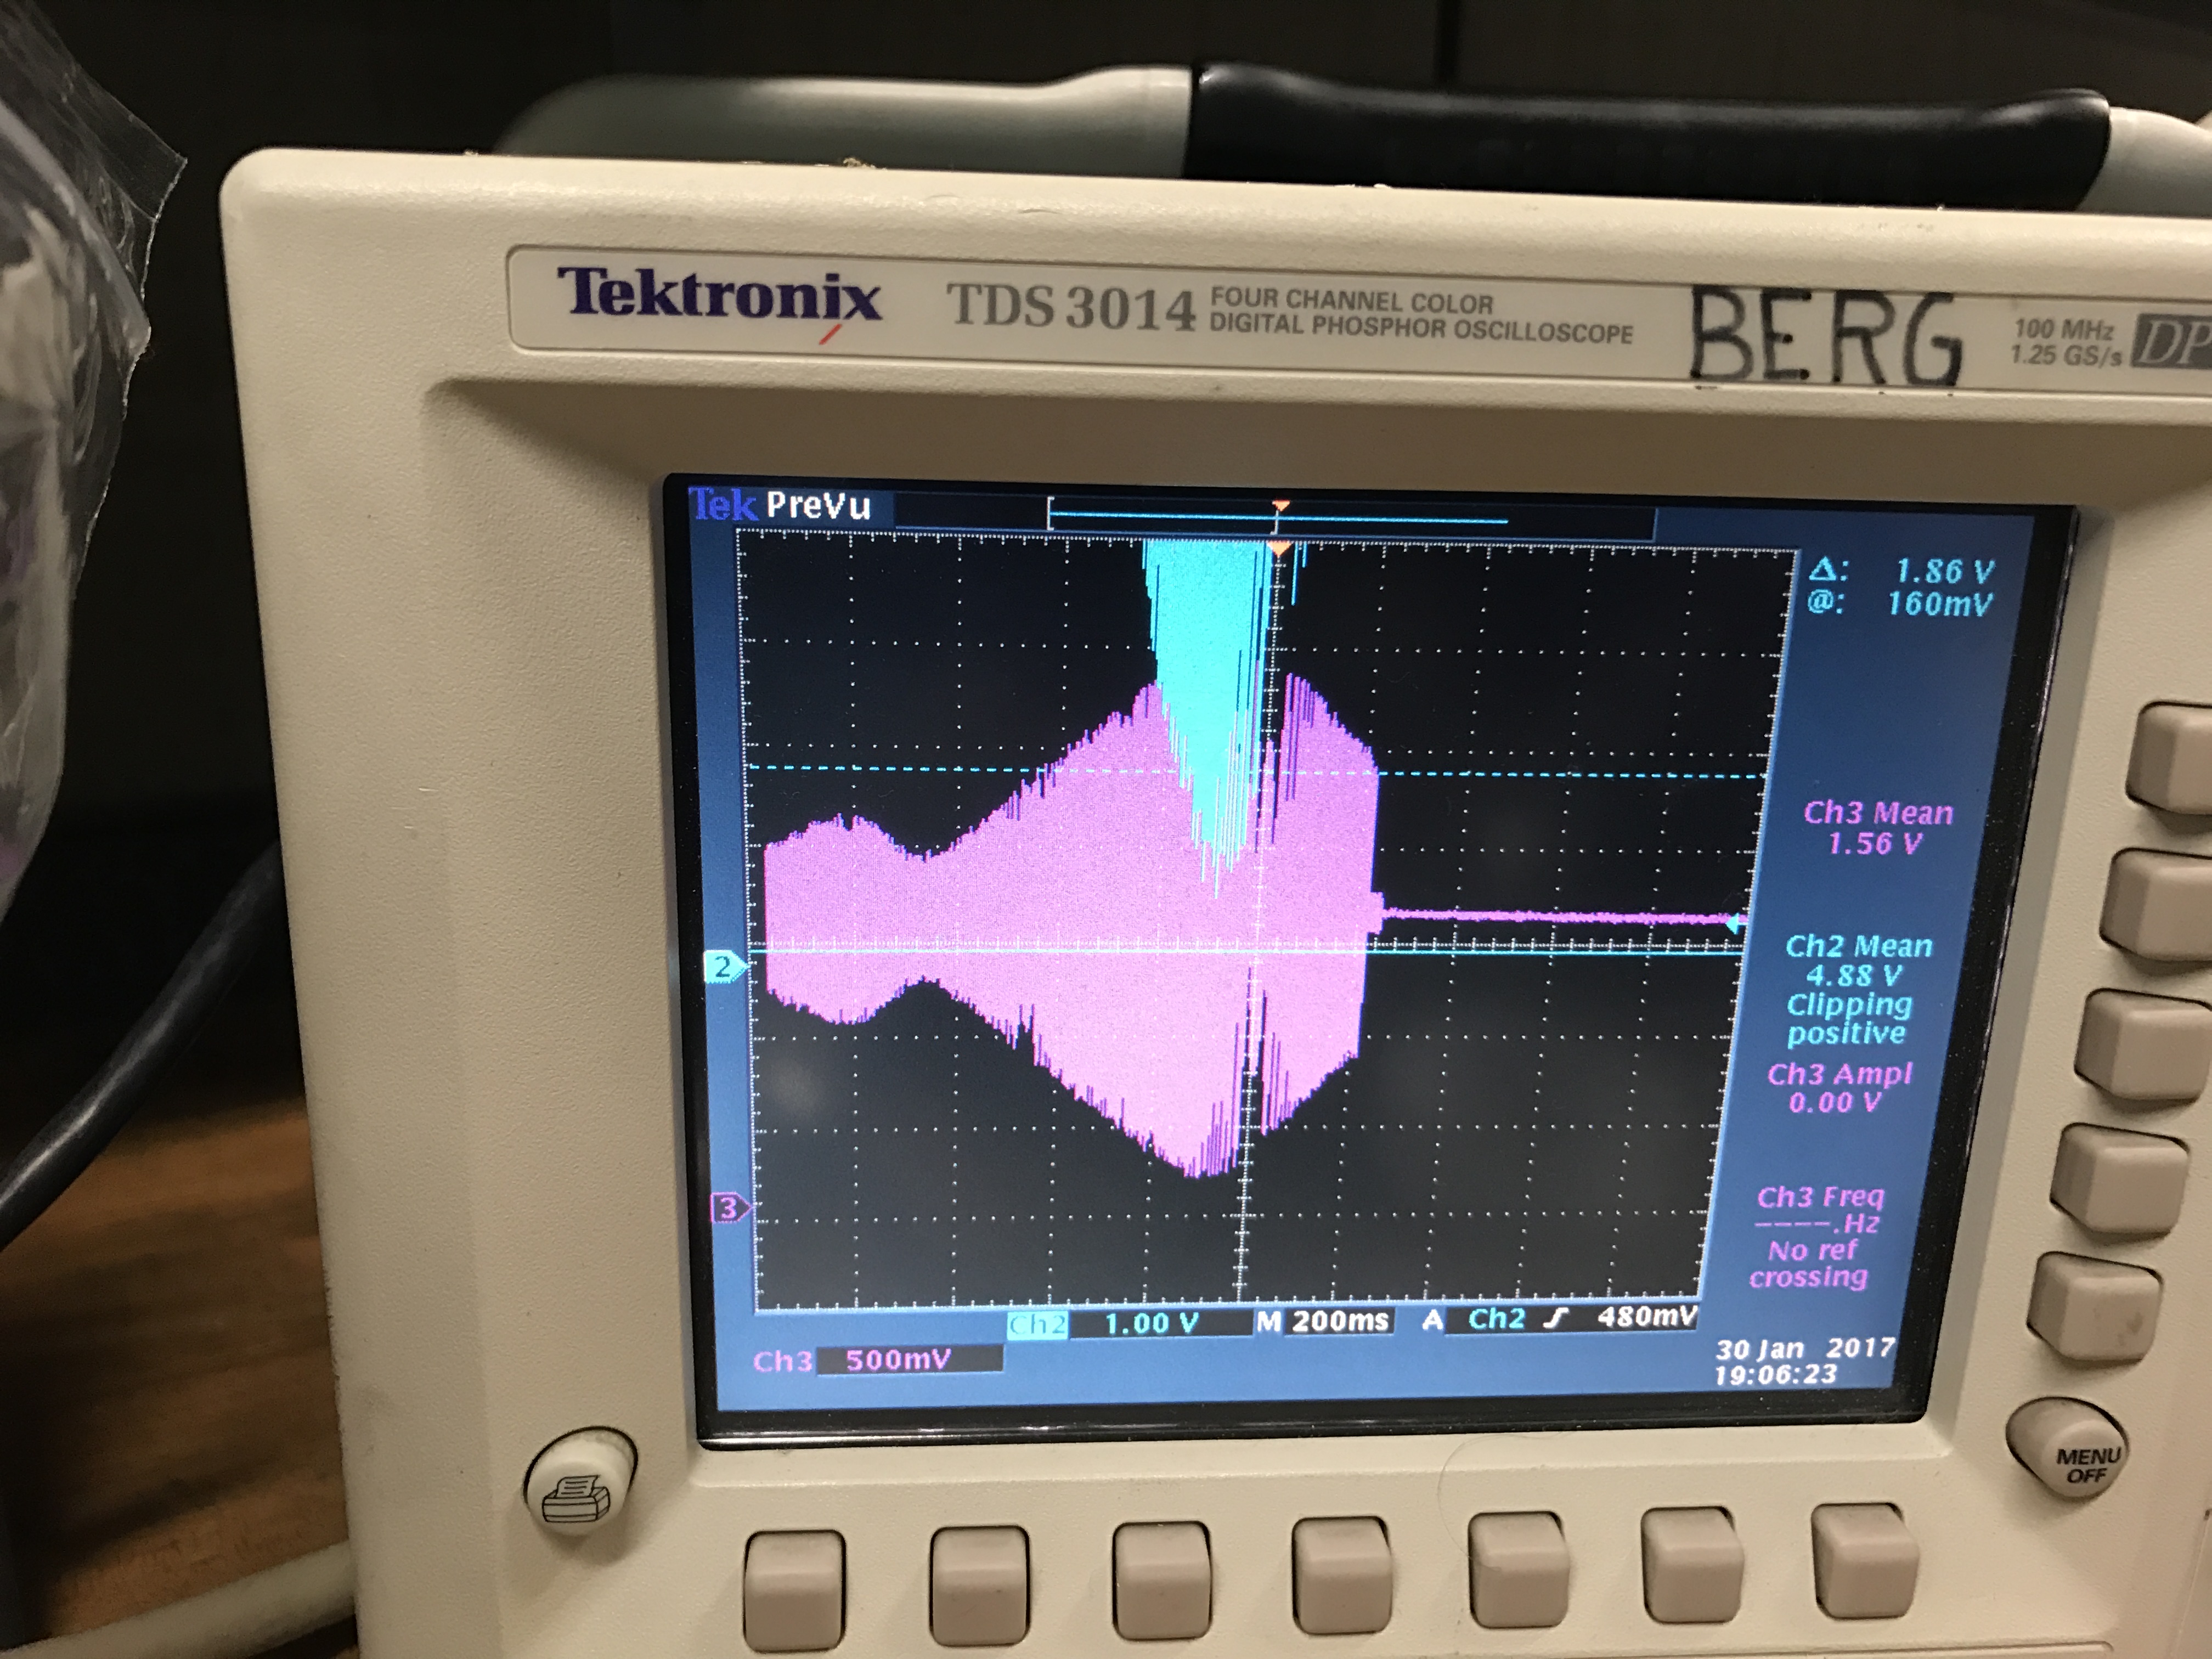 Tektronix TDS 3014 FOUR CHANNEL COLOR
DIGITAL PHOSPHOR OSCILLOSCOPE
BERG
100 MHz
1.25 GS/s
Tek PreVu
Δ: 1.86 V
@: 160mV
Ch3 Mean
1.56 V
2
Ch2 Mean
4.88 V
Clipping
positive
Ch3 Ampl
0.00 V
3
Ch3 Freq
----.Hz
No ref
crossing
Ch2 1.00 V M 200ms A Ch2 480mV
Ch3 500mV
30 Jan 2017
19:06:23
MENU
OFF